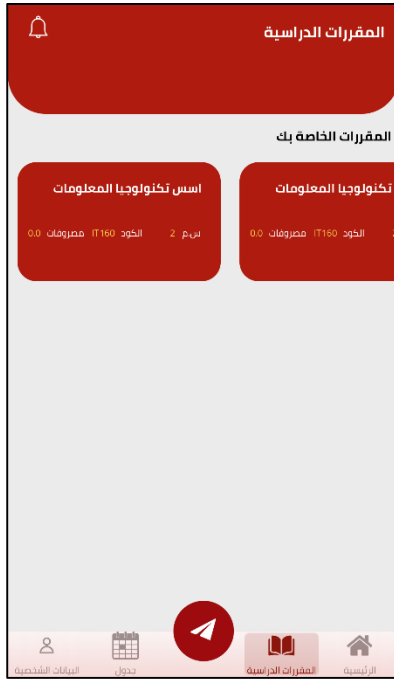 المقررات الدراسية
المقررات الخاصة بك
تكنولوجيا المعلومات
الكود IT160 مصروفات 0.0
اسس تكنولوجيا المعلومات
س.م 2 الكود IT160 مصروفات 0.0
الرئيسية
المقررات الدراسية
جدول
البيانات الشخصية